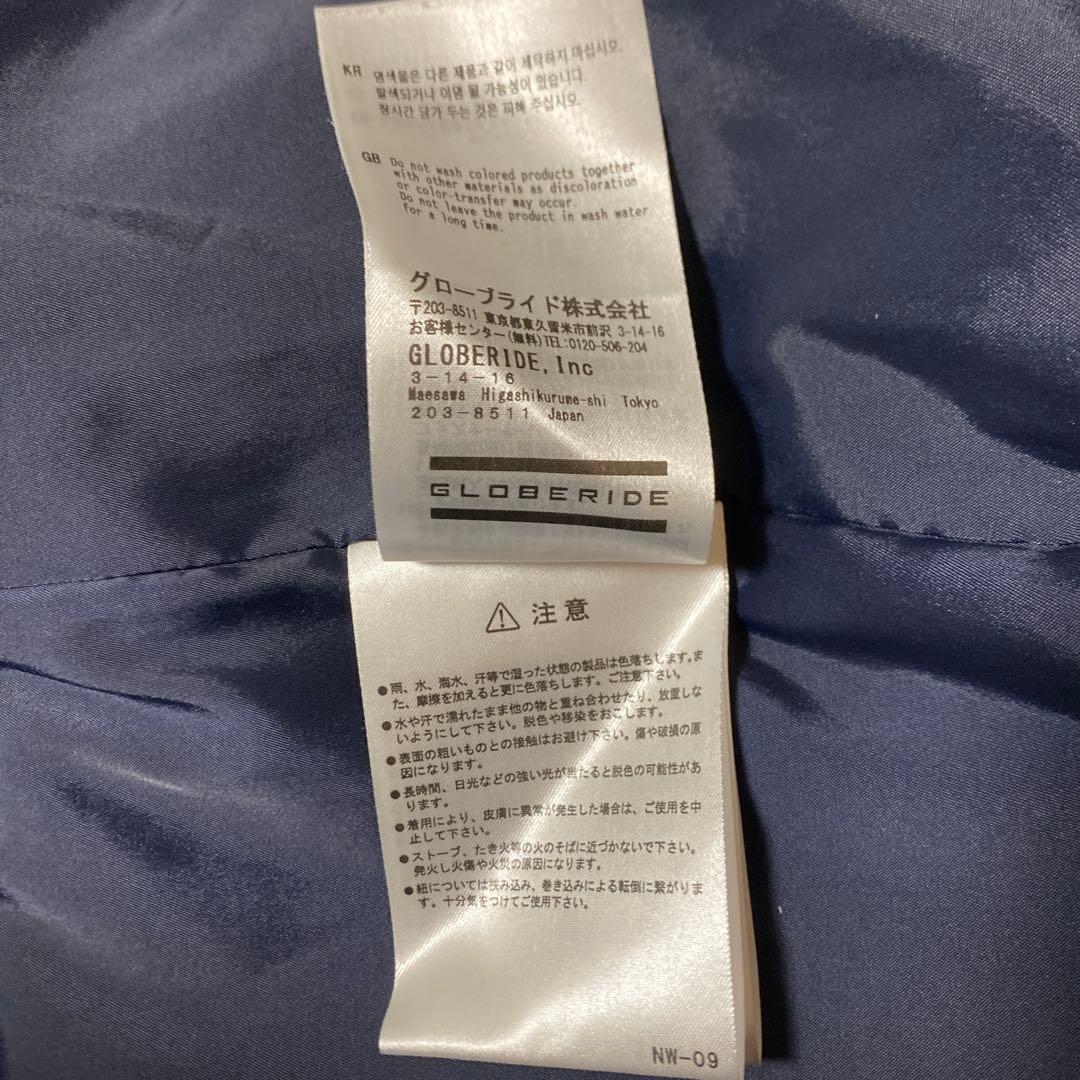 KR 염색물은 다른 제품과 같이 세탁하지 마십시오.
탈색되거나 이염 될 가능성이 있습니다.
장시간 담가 두는 것은 피해 주십시오.
GB Do not wash colored products together
with other materials as discoloration
or color-transfer may occur.
Do not leave the product in wash water
for a long time.
グローブライド株式会社
〒203-8511 東京都東久留米市前沢 3-14-16
お客様センター(無料)TEL:0120-506-204
GLOBERIDE, Inc
3-14-16
Maesawa Higashikurume-shi Tokyo
203-8511 Japan
GLOBERIDE
⚠ 注意
●雨、水、海水、汗等で湿った状態の製品は色落ちします。ま
た、摩擦を加えると更に色落ちします。ご注意下さい。
●水や汗で濡れたまま他の物と重ね合わせたり、放置しな
いようにして下さい。脱色や移染をおこします。
●表面の粗いものとの接触はお避け下さい。傷や破損の原
因になります。
●長時間、日光などの強い光が当たると脱色の可能性があ
ります。
●着用により、皮膚に異常が発生した場合は、ご使用を中
止して下さい。
●ストーブ、たき火等の火のそばに近づかないで下さい。
発火し火傷や火災の原因になります。
●紐については挟み込み、巻き込みによる転倒に繋がりま
す。十分気をつけてご使用下さい。
NW-09